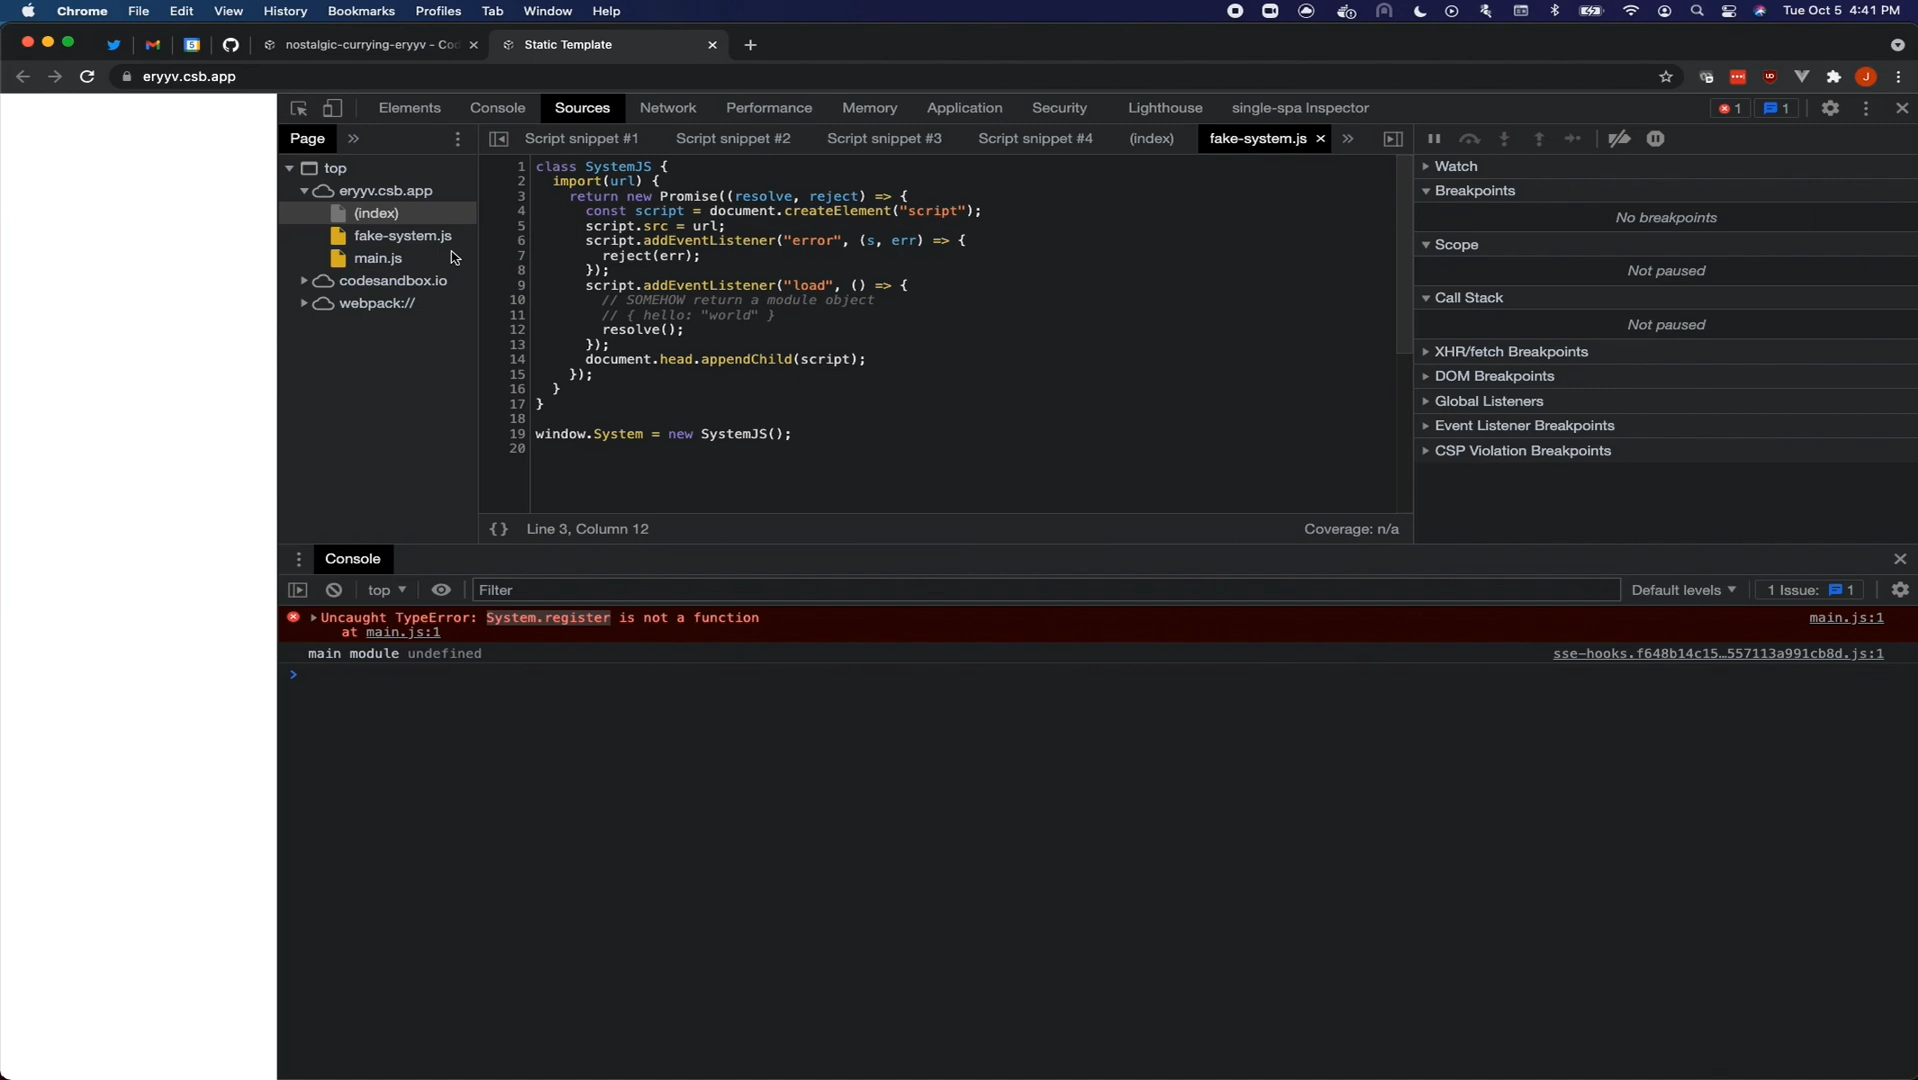 Chrome File Edit View History Bookmarks Profiles Tab Window Help Tue Oct 5 4:41 PM
nostalgic-currying-eryyv - Co Static Template
eryyv.csb.app
Elements Console Sources Network Performance Memory Application Security Lighthouse single-spa Inspector 1 1
Page Script snippet #1 Script snippet #2 Script snippet #3 Script snippet #4 (index) fake-system.js
top
eryyv.csb.app
(index)
fake-system.js
main.js
codesandbox.io
webpack://
1 class SystemJS {
2 import(url) {
3 return new Promise((resolve, reject) => {
4 const script = document.createElement("script");
5 script.src = url;
6 script.addEventListener("error", (s, err) => {
7 reject(err);
8 });
9 script.addEventListener("load", () => {
10 // SOMEHOW return a module object
11 // { hello: "world" }
12 resolve();
13 });
14 document.head.appendChild(script);
15 });
16 }
17 }
18
19 window.System = new SystemJS();
20
{} Line 3, Column 12 Coverage: n/a
Watch
Breakpoints
No breakpoints
Scope
Not paused
Call Stack
Not paused
XHR/fetch Breakpoints
DOM Breakpoints
Global Listeners
Event Listener Breakpoints
CSP Violation Breakpoints
Console
top Filter Default levels 1 Issue: 1
Uncaught TypeError: System.register is not a function main.js:1
at main.js:1
main module undefined sse-hooks.f648b14c15…557113a991cb8d.js:1